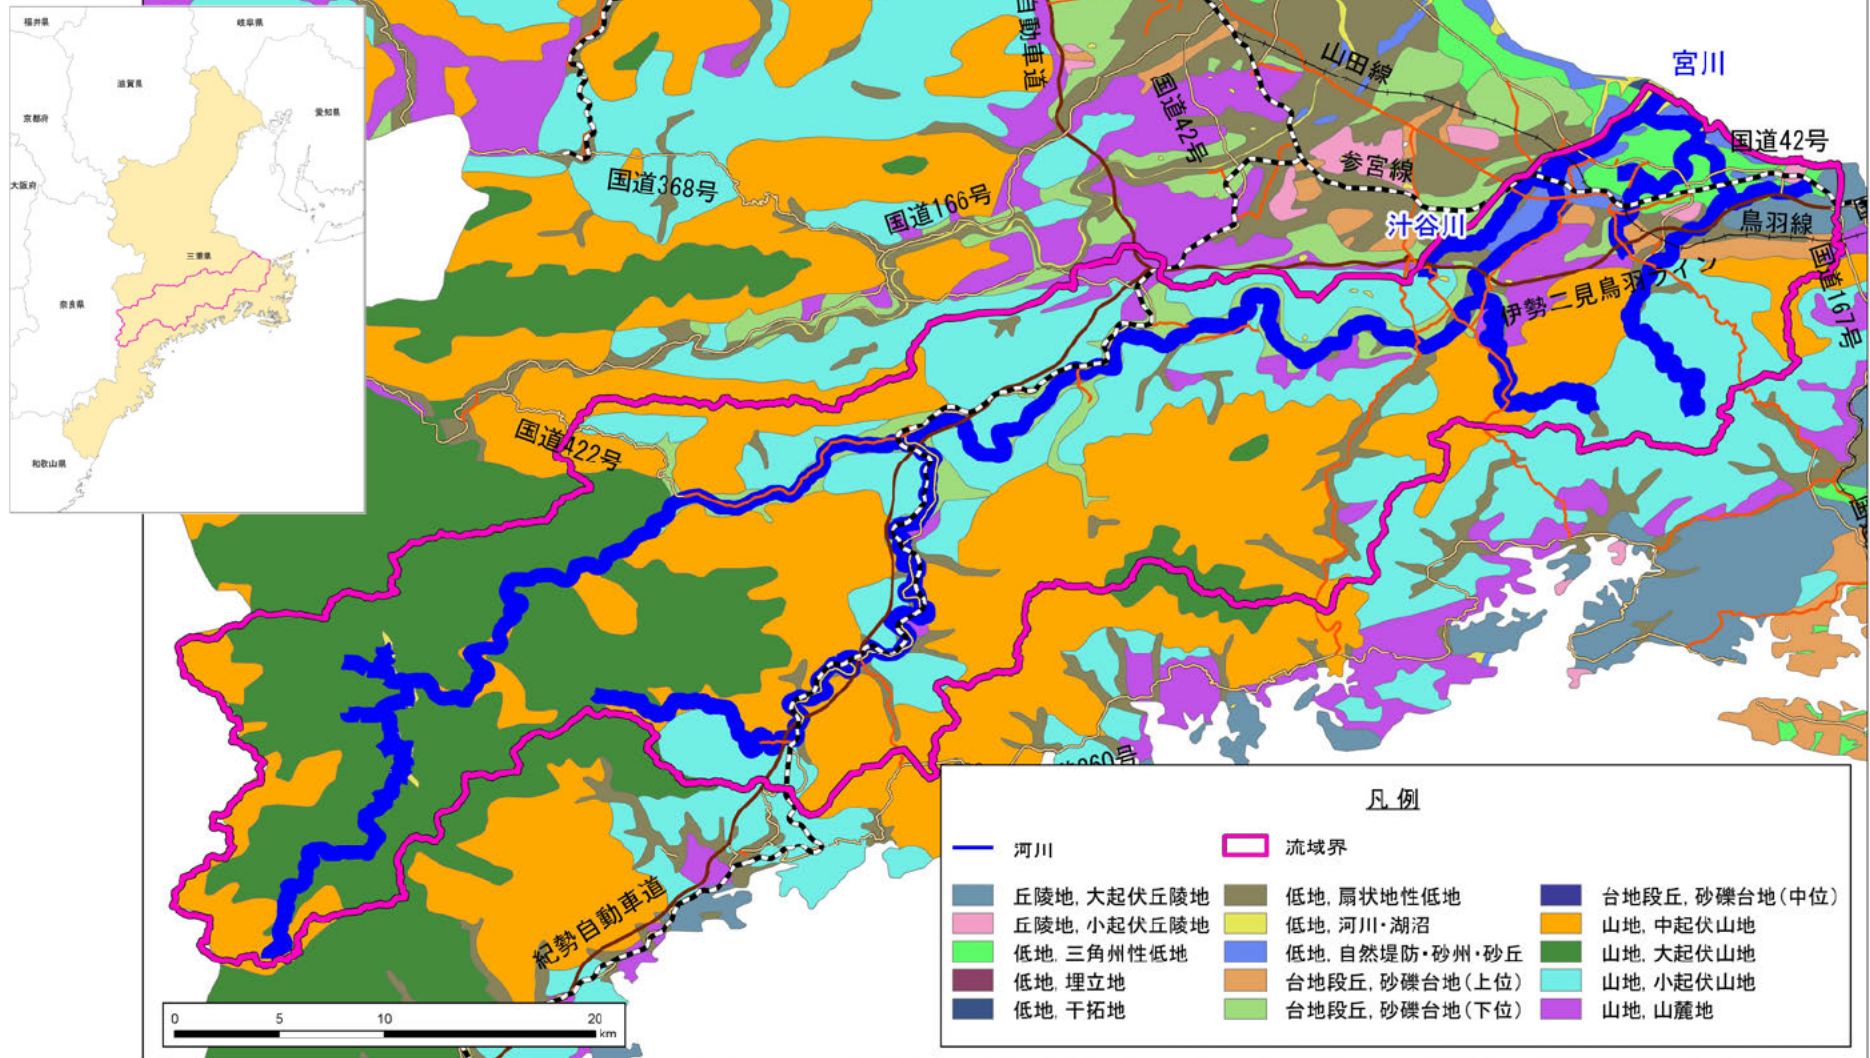 福井県
岐阜県
滋賀県
愛知県
京都府
大阪府
三重県
奈良県
和歌山県
自動車道
国道42号
山田線
宮川
国道42号
参宮線
国道368号
国道166号
汁谷川
鳥羽線
国道167号
伊勢二見鳥羽ライン
国道422号
紀勢自動車道
260号
凡例
河川
流域界
丘陵地, 大起伏丘陵地
丘陵地, 小起伏丘陵地
低地, 三角州性低地
低地, 埋立地
低地, 干拓地
低地, 扇状地性低地
低地, 河川・湖沼
低地, 自然堤防・砂州・砂丘
台地段丘, 砂礫台地(上位)
台地段丘, 砂礫台地(下位)
台地段丘, 砂礫台地(中位)
山地, 中起伏山地
山地, 大起伏山地
山地, 小起伏山地
山地, 山麓地
0 5 10 20
km